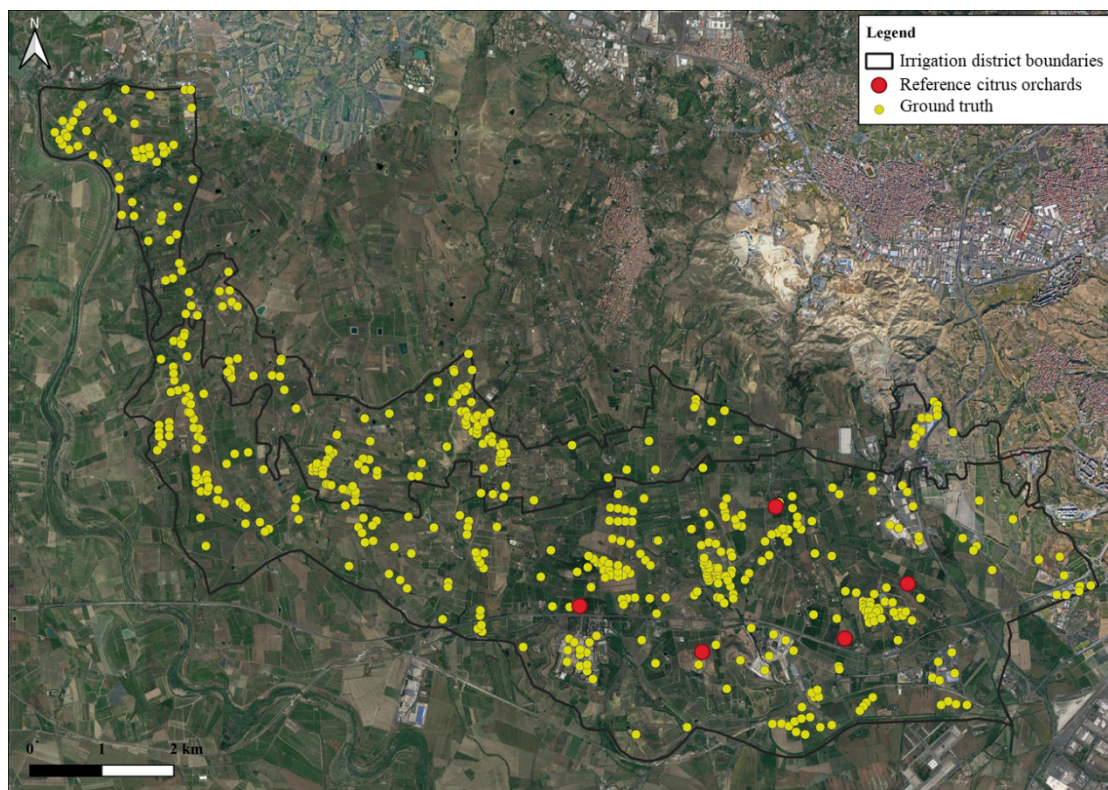 N
Legend
Irrigation district boundaries
Reference citrus orchards
Ground truth
0 1 2 km